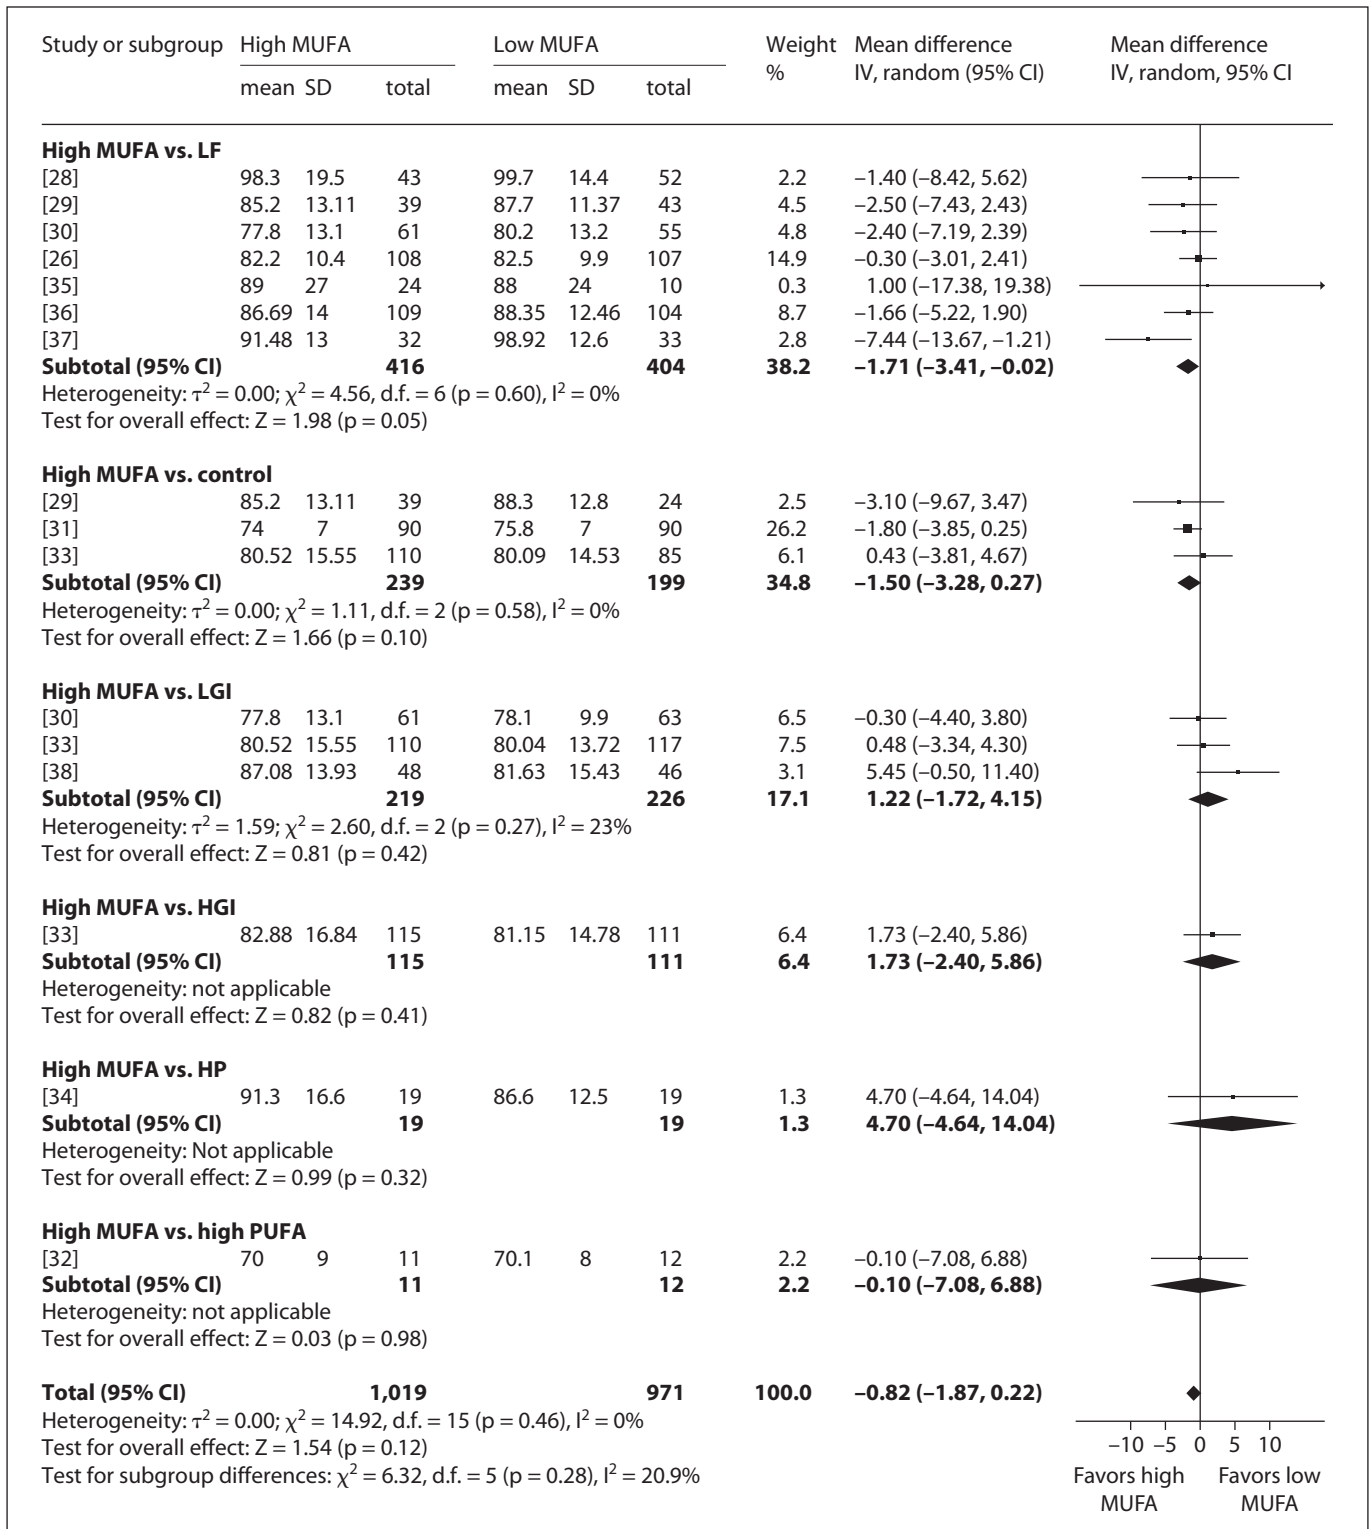 Study or subgroup High MUFA Low MUFA Weight % Mean difference IV, random (95% CI) Mean difference IV, random, 95% CI
mean SD total mean SD total
High MUFA vs. LF
[28] 98.3 19.5 43 99.7 14.4 52 2.2 –1.40 (–8.42, 5.62)
[29] 85.2 13.11 39 87.7 11.37 43 4.5 –2.50 (–7.43, 2.43)
[30] 77.8 13.1 61 80.2 13.2 55 4.8 –2.40 (–7.19, 2.39)
[26] 82.2 10.4 108 82.5 9.9 107 14.9 –0.30 (–3.01, 2.41)
[35] 89 27 24 88 24 10 0.3 1.00 (–17.38, 19.38)
[36] 86.69 14 109 88.35 12.46 104 8.7 –1.66 (–5.22, 1.90)
[37] 91.48 13 32 98.92 12.6 33 2.8 –7.44 (–13.67, –1.21)
Subtotal (95% CI) 416 404 38.2 –1.71 (–3.41, –0.02)
Heterogeneity: τ² = 0.00; χ² = 4.56, d.f. = 6 (p = 0.60), I² = 0%
Test for overall effect: Z = 1.98 (p = 0.05)
High MUFA vs. control
[29] 85.2 13.11 39 88.3 12.8 24 2.5 –3.10 (–9.67, 3.47)
[31] 74 7 90 75.8 7 90 26.2 –1.80 (–3.85, 0.25)
[33] 80.52 15.55 110 80.09 14.53 85 6.1 0.43 (–3.81, 4.67)
Subtotal (95% CI) 239 199 34.8 –1.50 (–3.28, 0.27)
Heterogeneity: τ² = 0.00; χ² = 1.11, d.f. = 2 (p = 0.58), I² = 0%
Test for overall effect: Z = 1.66 (p = 0.10)
High MUFA vs. LGI
[30] 77.8 13.1 61 78.1 9.9 63 6.5 –0.30 (–4.40, 3.80)
[33] 80.52 15.55 110 80.04 13.72 117 7.5 0.48 (–3.34, 4.30)
[38] 87.08 13.93 48 81.63 15.43 46 3.1 5.45 (–0.50, 11.40)
Subtotal (95% CI) 219 226 17.1 1.22 (–1.72, 4.15)
Heterogeneity: τ² = 1.59; χ² = 2.60, d.f. = 2 (p = 0.27), I² = 23%
Test for overall effect: Z = 0.81 (p = 0.42)
High MUFA vs. HGI
[33] 82.88 16.84 115 81.15 14.78 111 6.4 1.73 (–2.40, 5.86)
Subtotal (95% CI) 115 111 6.4 1.73 (–2.40, 5.86)
Heterogeneity: not applicable
Test for overall effect: Z = 0.82 (p = 0.41)
High MUFA vs. HP
[34] 91.3 16.6 19 86.6 12.5 19 1.3 4.70 (–4.64, 14.04)
Subtotal (95% CI) 19 19 1.3 4.70 (–4.64, 14.04)
Heterogeneity: Not applicable
Test for overall effect: Z = 0.99 (p = 0.32)
High MUFA vs. high PUFA
[32] 70 9 11 70.1 8 12 2.2 –0.10 (–7.08, 6.88)
Subtotal (95% CI) 11 12 2.2 –0.10 (–7.08, 6.88)
Heterogeneity: not applicable
Test for overall effect: Z = 0.03 (p = 0.98)
Total (95% CI) 1,019 971 100.0 –0.82 (–1.87, 0.22)
Heterogeneity: τ² = 0.00; χ² = 14.92, d.f. = 15 (p = 0.46), I² = 0%
Test for overall effect: Z = 1.54 (p = 0.12)
Test for subgroup differences: χ² = 6.32, d.f. = 5 (p = 0.28), I² = 20.9%
–10 –5 0 5 10
Favors high MUFA
Favors low MUFA